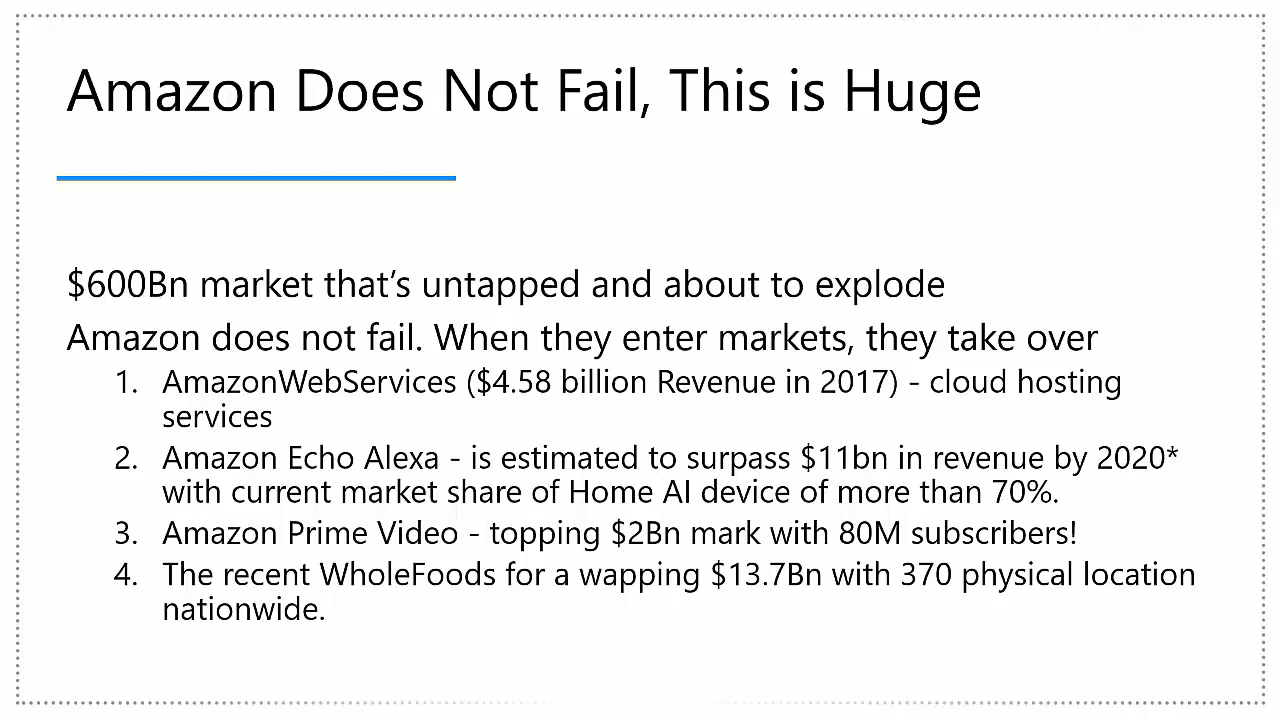 Amazon Does Not Fail, This is Huge
$600Bn market that’s untapped and about to explode
Amazon does not fail. When they enter markets, they take over
1. AmazonWebServices ($4.58 billion Revenue in 2017) - cloud hosting
services
2. Amazon Echo Alexa - is estimated to surpass $11bn in revenue by 2020*
with current market share of Home AI device of more than 70%.
3. Amazon Prime Video - topping $2Bn mark with 80M subscribers!
4. The recent WholeFoods for a wapping $13.7Bn with 370 physical location
nationwide.